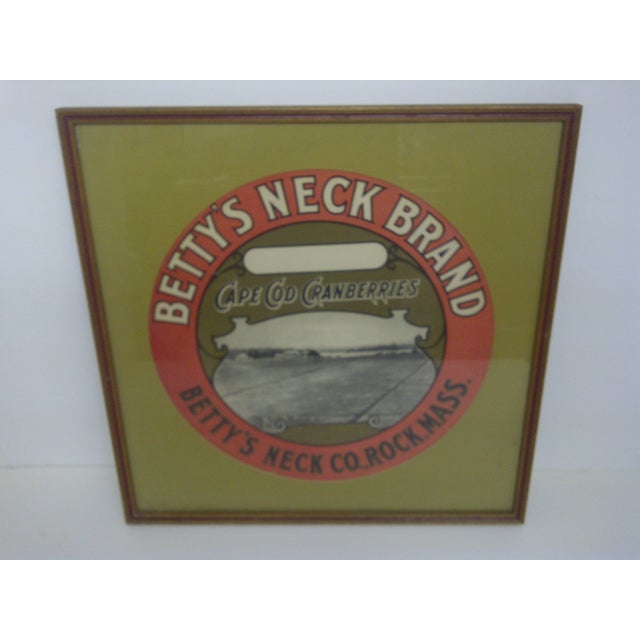 BETTY'S NECK BRAND
CAPE COD CRANBERRIES
BETTY'S NECK CO., ROCK, MASS.